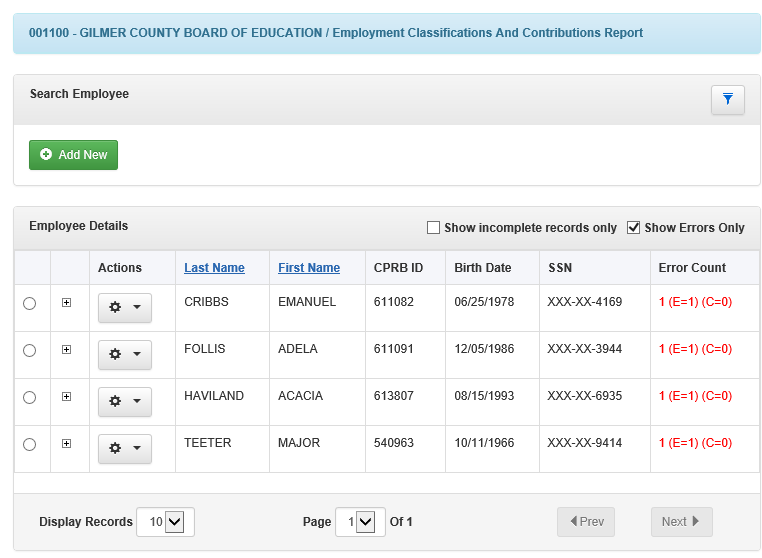 001100 - GILMER COUNTY BOARD OF EDUCATION / Employment Classifications And Contributions Report
Search Employee
Add New
Employee Details Show incomplete records only Show Errors Only
Actions Last Name First Name CPRB ID Birth Date SSN Error Count
CRIBBS EMANUEL 611082 06/25/1978 XXX-XX-4169 1 (E=1) (C=0)
FOLLIS ADELA 611091 12/05/1986 XXX-XX-3944 1 (E=1) (C=0)
HAVILAND ACACIA 613807 08/15/1993 XXX-XX-6935 1 (E=1) (C=0)
TEETER MAJOR 540963 10/11/1966 XXX-XX-9414 1 (E=1) (C=0)
Display Records 10 Page 1 Of 1 Prev Next